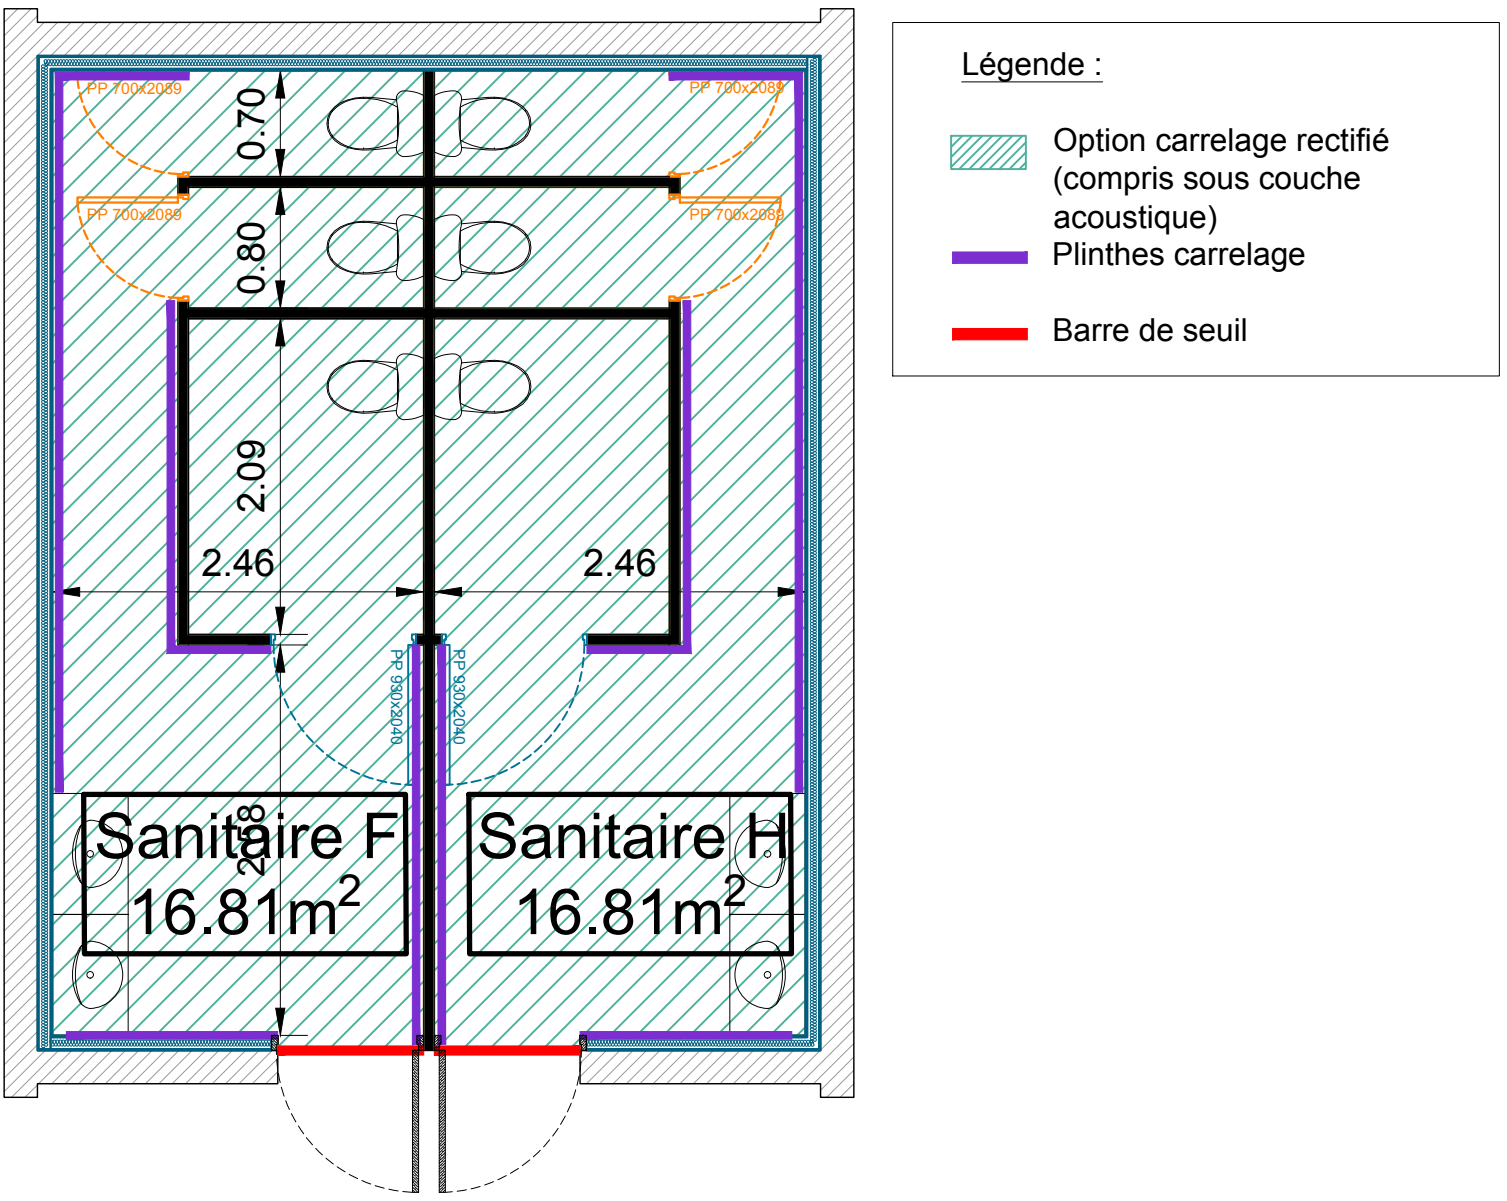 Légende :
Option carrelage rectifié
(compris sous couche
acoustique)
Plinthes carrelage
Barre de seuil
PP 700x2089
PP 700x2089
0.70
PP 700x2089
PP 700x2089
0.80
2.09
2.46
2.46
PP 930x2040
PP 930x2040
2.58
Sanitaire F
16.81m²
Sanitaire H
16.81m²